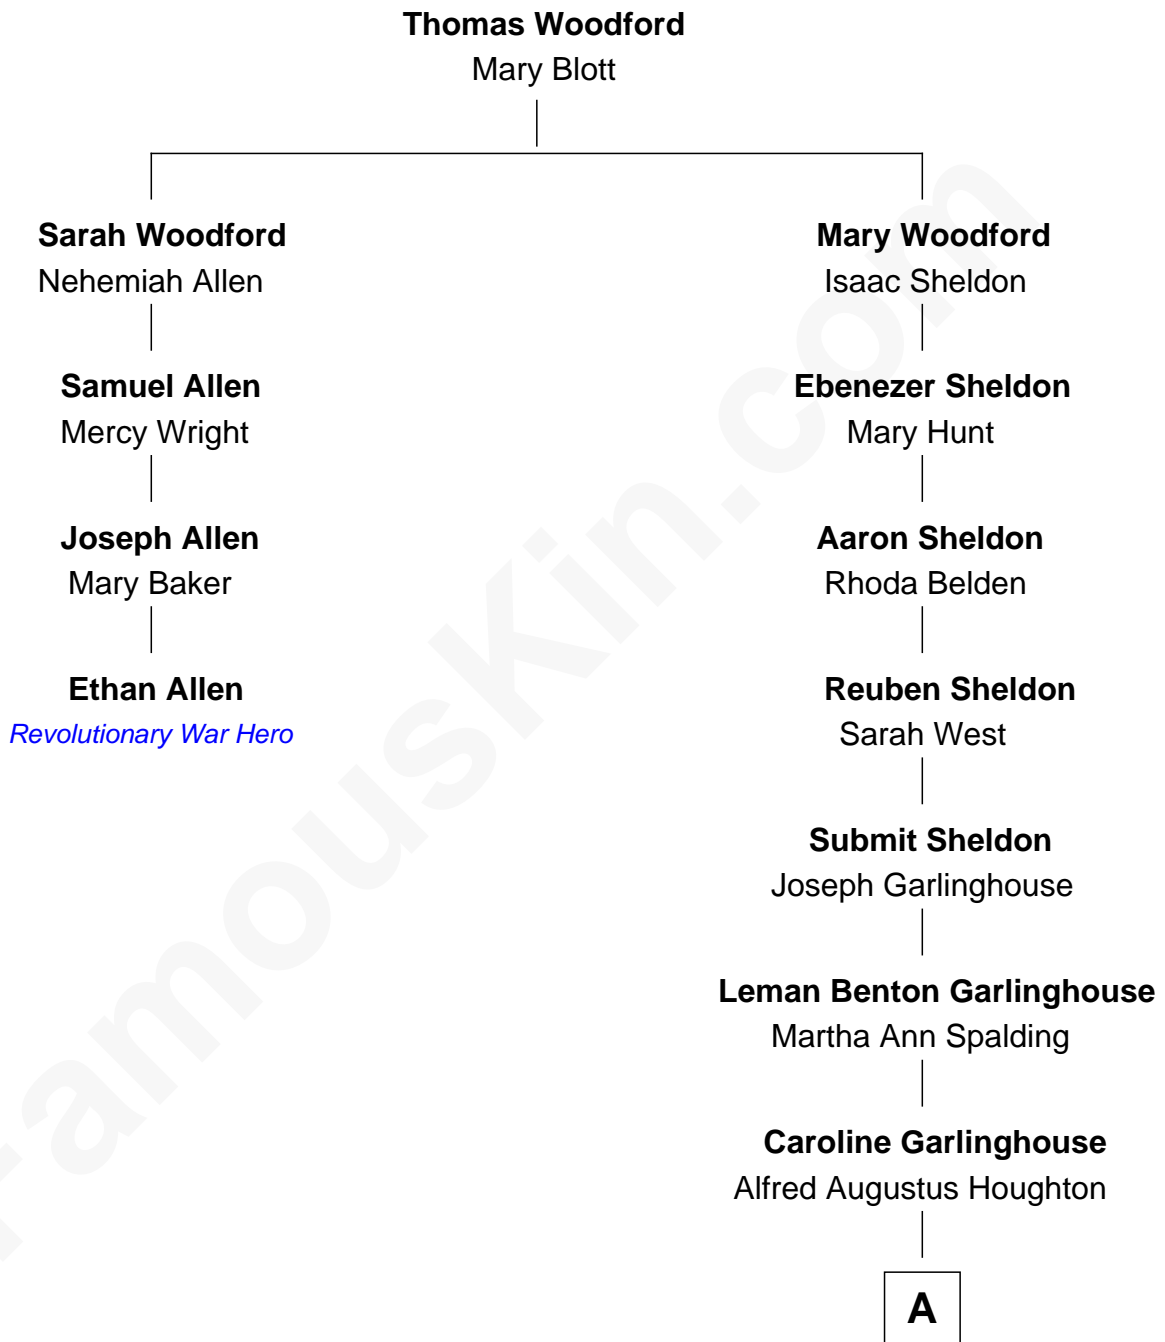 Thomas Woodford
Mary Blott
Sarah Woodford
Nehemiah Allen
Mary Woodford
Isaac Sheldon
Samuel Allen
Mercy Wright
Ebenezer Sheldon
Mary Hunt
Joseph Allen
Mary Baker
Aaron Sheldon
Rhoda Belden
Ethan Allen
Revolutionary War Hero
Reuben Sheldon
Sarah West
Submit Sheldon
Joseph Garlinghouse
Leman Benton Garlinghouse
Martha Ann Spalding
Caroline Garlinghouse
Alfred Augustus Houghton
A
FamousKin.com